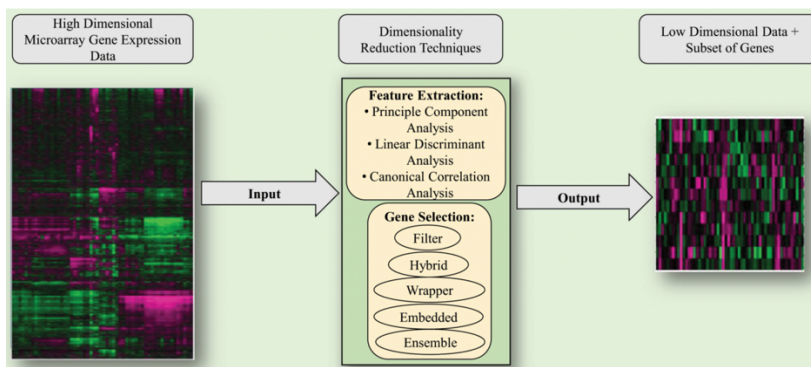 High Dimensional
Microarray Gene Expression
Data
Dimensionality
Reduction Techniques
Low Dimensional Data +
Subset of Genes
Feature Extraction:
• Principle Component
Analysis
• Linear Discriminant
Analysis
• Canonical Correlation
Analysis
Input
Output
Gene Selection:
Filter
Hybrid
Wrapper
Embedded
Ensemble